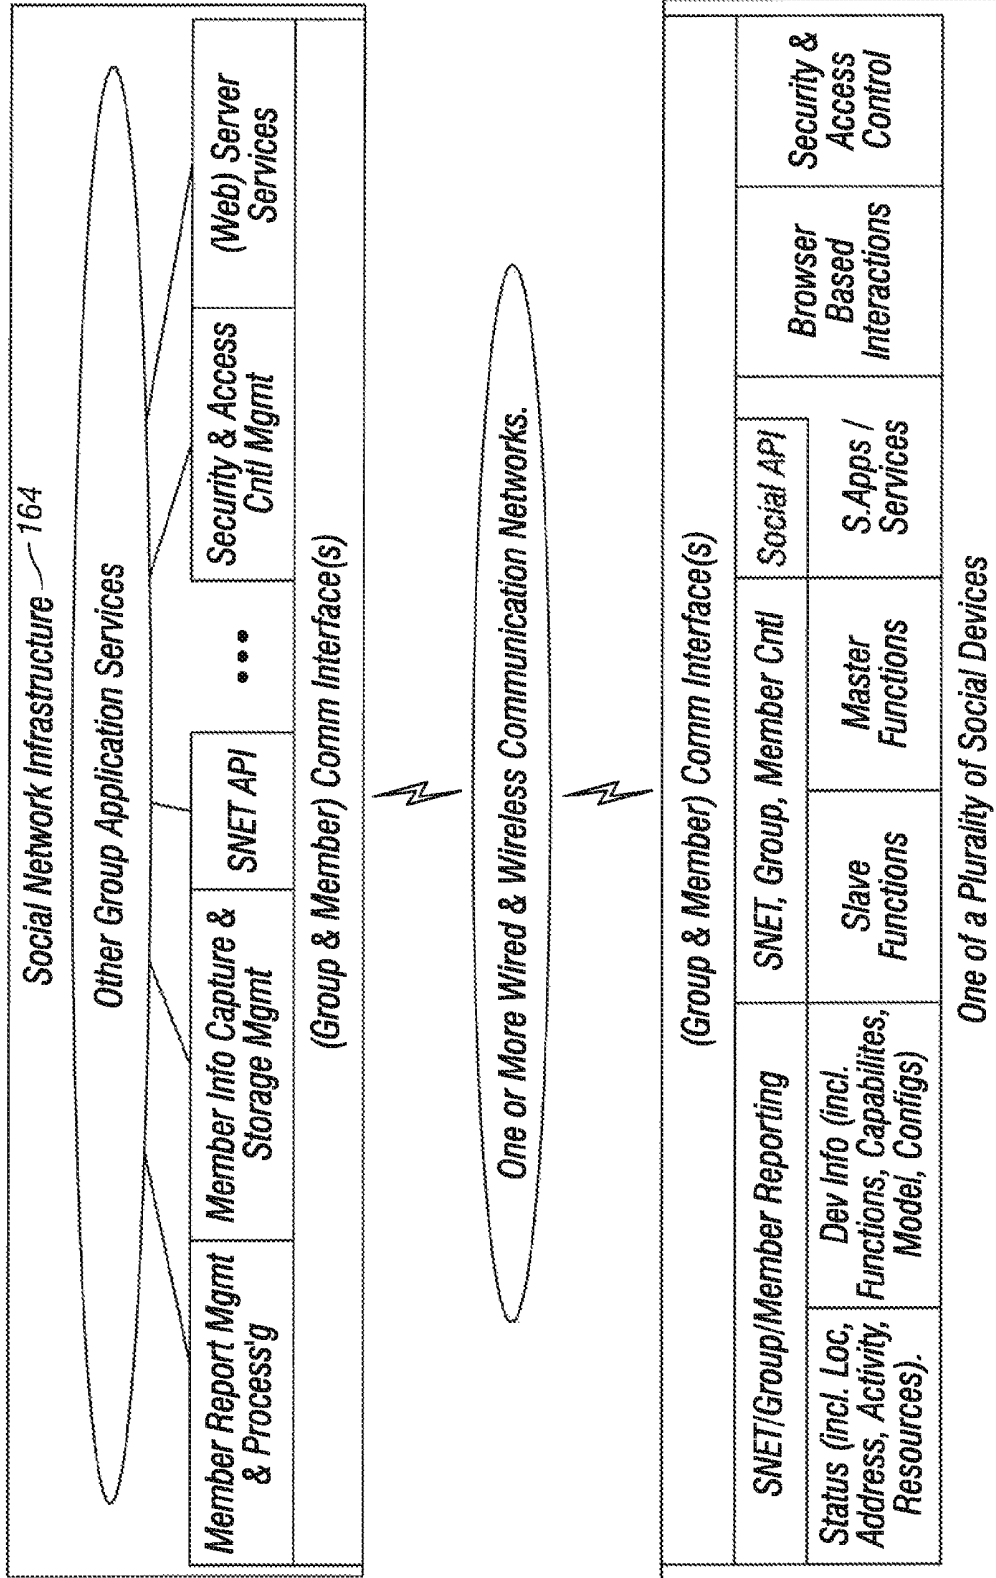 Social Network Infrastructure
164
Other Group Application Services
Member Report Mgmt
& Process'g
Member Info Capture &
Storage Mgmt
SNET API
•••
Security & Access
Cntl Mgmt
(Web) Server
Services
(Group & Member) Comm Interface(s)
One or More Wired & Wireless Communication Networks.
(Group & Member) Comm Interface(s)
SNET/Group/Member Reporting
SNET, Group, Member Cntl
Social API
Status (incl. Loc,
Address, Activity,
Resources).
Dev Info (incl.
Functions, Capabilites,
Model, Configs)
Slave
Functions
Master
Functions
S.Apps /
Services
Browser
Based
Interactions
Security &
Access
Control
One of a Plurality of Social Devices